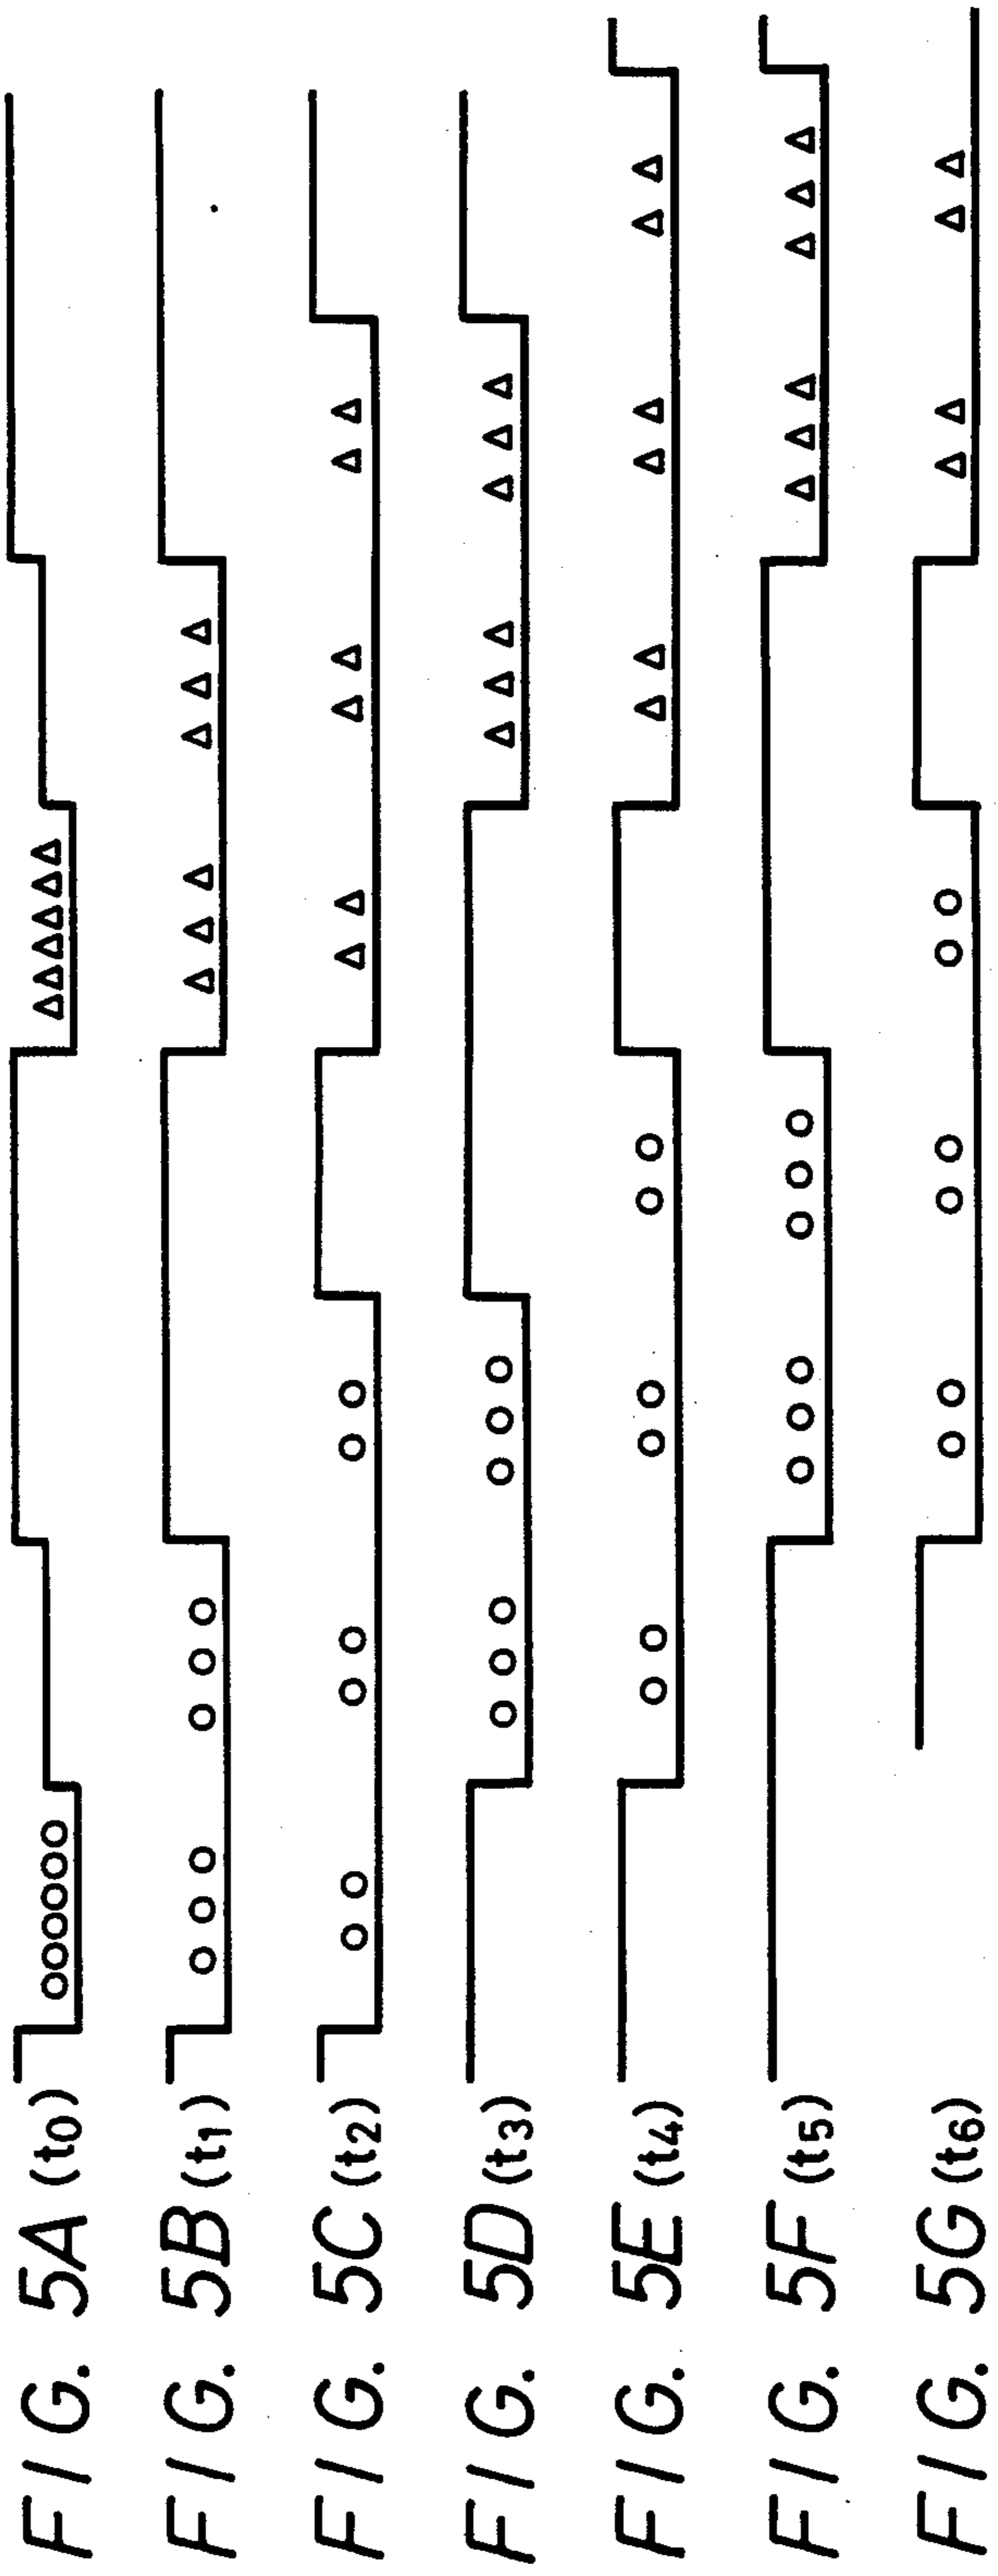 FIG. 5A (t0)
FIG. 5B (t1)
FIG. 5C (t2)
FIG. 5D (t3)
FIG. 5E (t4)
FIG. 5F (t5)
FIG. 5G (t6)